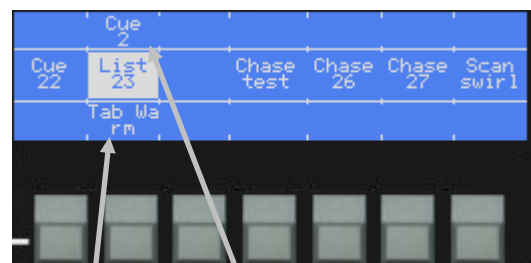 Cue
2
Cue List Chase Chase Chase Scan
22 23 test 26 27 swirl
Tab Wa
rm